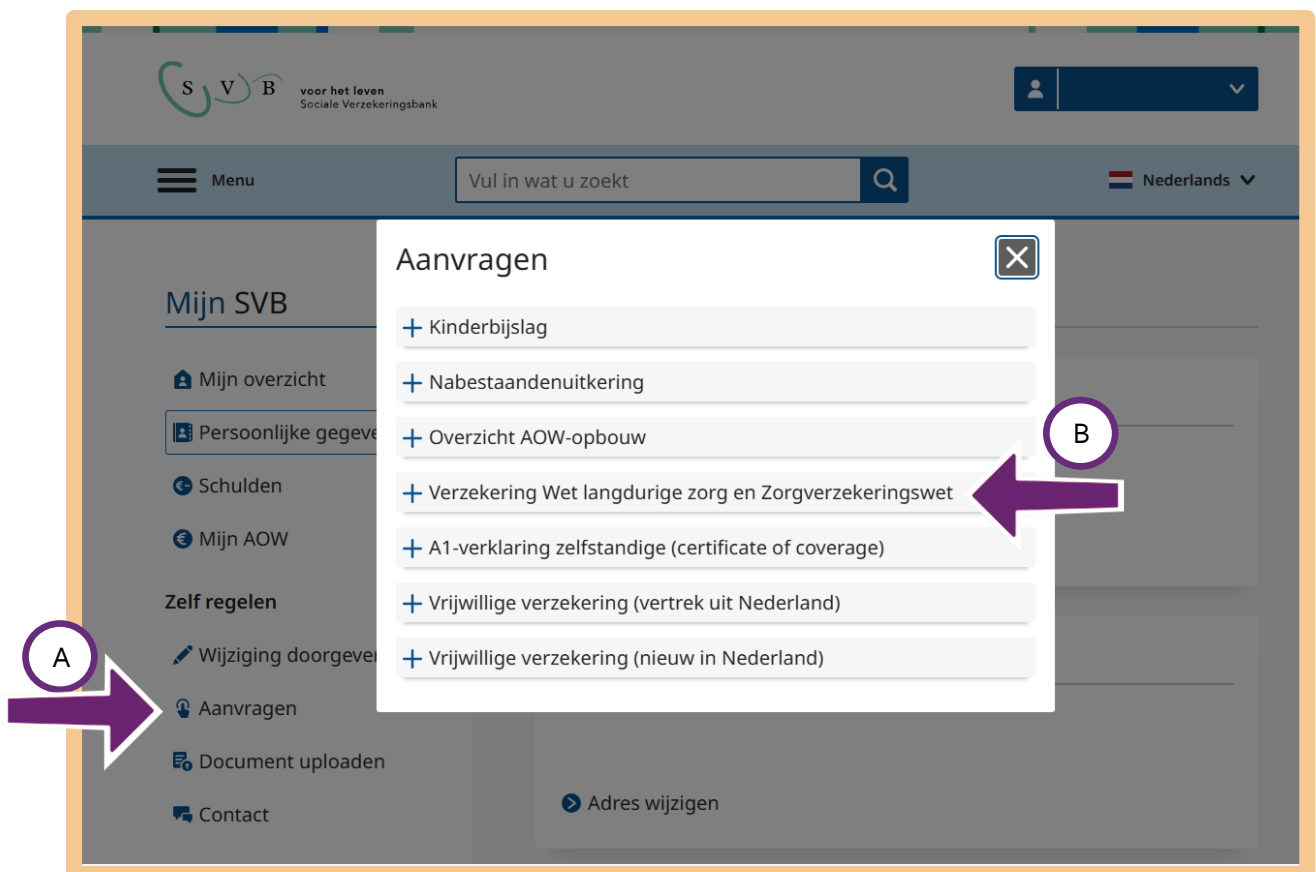 S V B
voor het leven
Sociale Verzekeringsbank
Menu
Vul in wat u zoekt
Nederlands
Aanvragen
Mijn SVB
Kinderbijslag
Mijn overzicht
Nabestaandenuitkering
Persoonlijke gegeve
Overzicht AOW-opbouw
B
Schulden
Verzekering Wet langdurige zorg en Zorgverzekeringswet
Mijn AOW
A1-verklaring zelfstandige (certificate of coverage)
Zelf regelen
Vrijwillige verzekering (vertrek uit Nederland)
A
Wijziging doorgeve
Vrijwillige verzekering (nieuw in Nederland)
Aanvragen
Document uploaden
Adres wijzigen
Contact